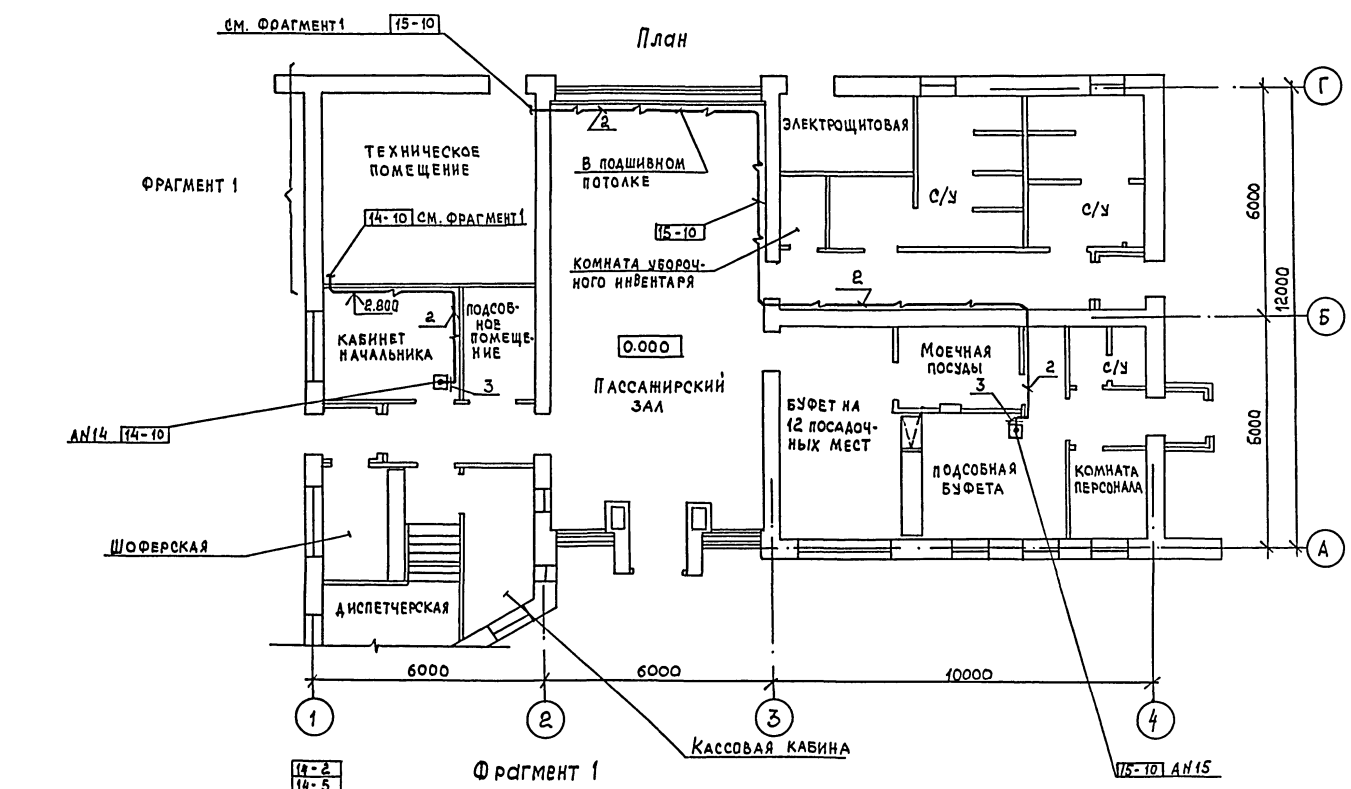 План
СМ. ФРАГМЕНТ 1 15-10
Г
2
ЭЛЕКТРОЩИТОВАЯ
ТЕХНИЧЕСКОЕ
ПОМЕЩЕНИЕ
В ПОДШИВНОМ
ПОТОЛКЕ
ФРАГМЕНТ 1
С/У
С/У
6000
14-10 СМ. ФРАГМЕНТ 1
15-10
КОМНАТА УБОРОЧ-
НОГО ИНВЕНТАРЯ
2
12000
2.800
2
ПОДСОБ-
НОЕ
ПОМЕЩЕ-
НИЕ
Б
КАБИНЕТ
НАЧАЛЬНИКА
0.000
МОЕЧНАЯ
ПОСУДЫ
С/У
2
3
ПАССАЖИРСКИЙ
ЗАЛ
3
БУФЕТ НА
12 ПОСАДОЧ-
НЫХ МЕСТ
6000
АN14 14-10
ПОДСОБНАЯ
БУФЕТА
КОМНАТА
ПЕРСОНАЛА
ШОФЕРСКАЯ
А
ДИСПЕТЧЕРСКАЯ
6000
6000
10000
1
2
3
4
КАССОВАЯ КАБИНА
15-10 АN15
14-2
14-5
Фрагмент 1